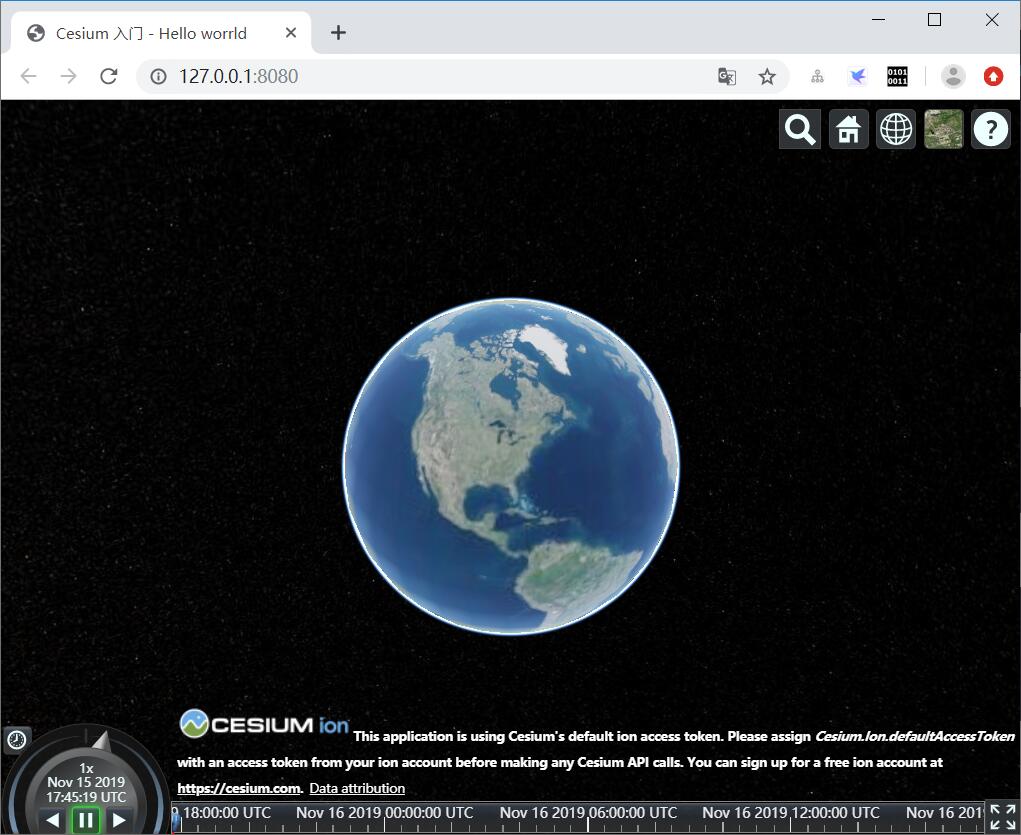 Cesium 入门 - Hello worrld
127.0.0.1:8080
0101
0011
?
CESIUM ion This application is using Cesium's default ion access token. Please assign Cesium.Ion.defaultAccessToken
with an access token from your ion account before making any Cesium API calls. You can sign up for a free ion account at
https://cesium.com. Data attribution
1x
Nov 15 2019
17:45:19 UTC
9 18:00:00 UTC Nov 16 2019 00:00:00 UTC Nov 16 2019 06:00:00 UTC Nov 16 2019 12:00:00 UTC Nov 16 201